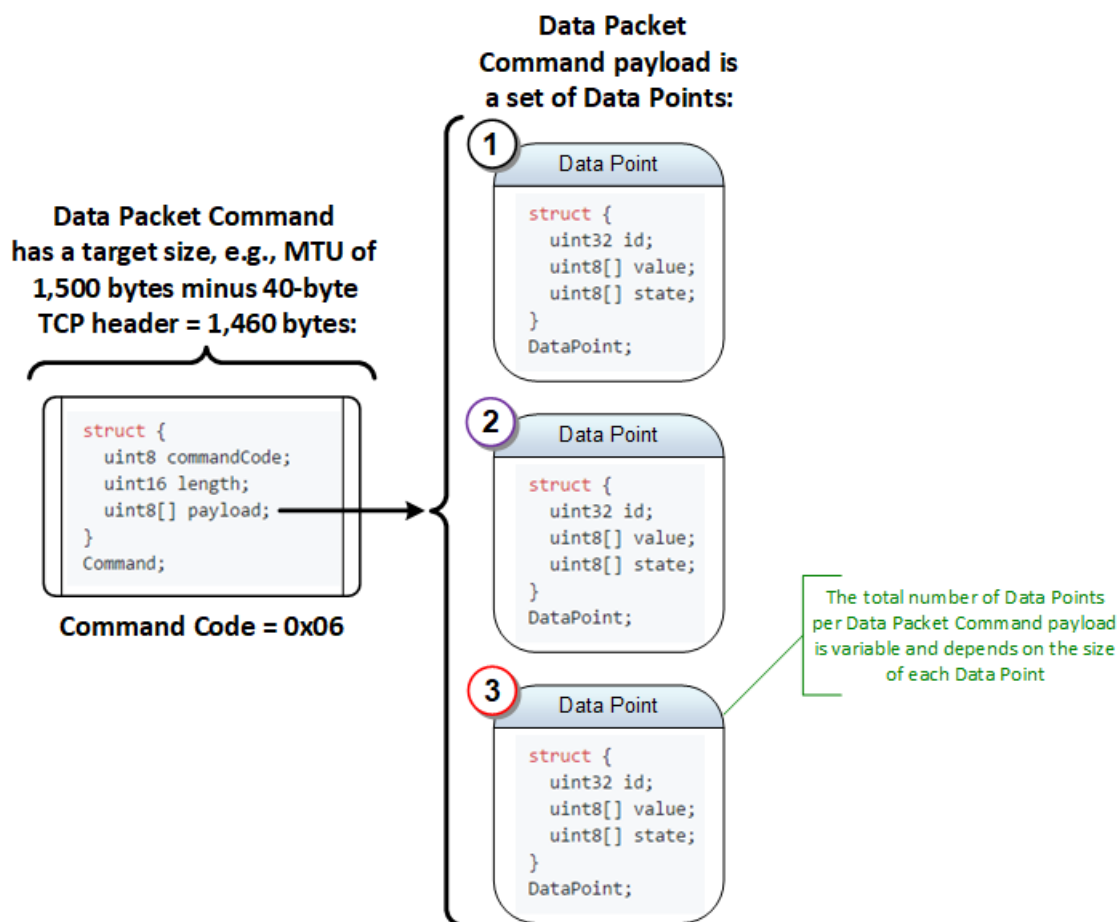 Data Packet
Command payload is
a set of Data Points:
Data Packet Command
has a target size, e.g., MTU of
1,500 bytes minus 40-byte
TCP header = 1,460 bytes:
struct {
uint8 commandCode;
uint16 length;
uint8[] payload;
}
Command;
Command Code = 0x06
1
Data Point
struct {
uint32 id;
uint8[] value;
uint8[] state;
}
DataPoint;
2
Data Point
struct {
uint32 id;
uint8[] value;
uint8[] state;
}
DataPoint;
3
Data Point
struct {
uint32 id;
uint8[] value;
uint8[] state;
}
DataPoint;
The total number of Data Points
per Data Packet Command payload
is variable and depends on the size
of each Data Point